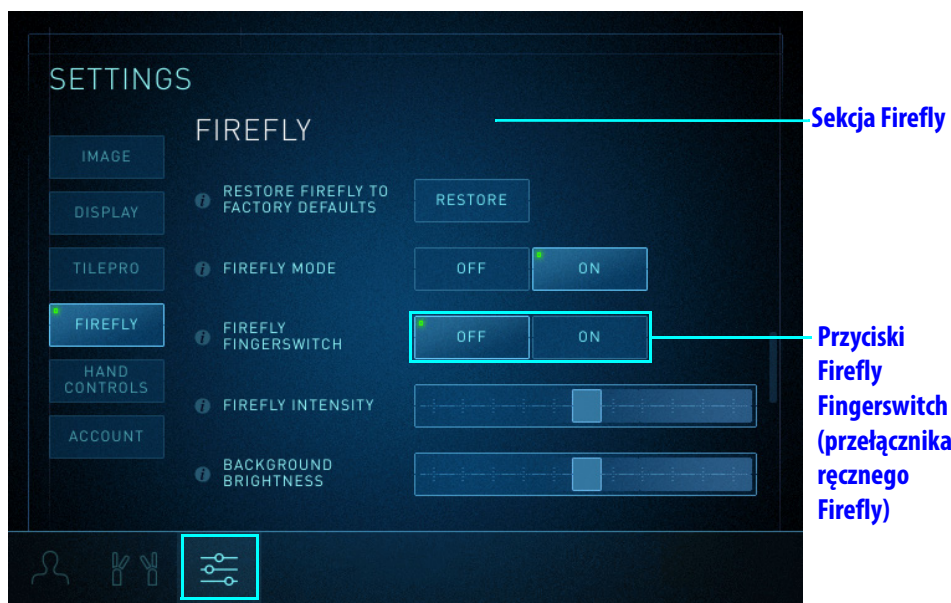 SETTINGS
FIREFLY
Sekcja Firefly
IMAGE
DISPLAY
TILEPRO
FIREFLY
HAND
CONTROLS
ACCOUNT
RESTORE FIREFLY TO
FACTORY DEFAULTS
RESTORE
FIREFLY MODE
OFF
ON
FIREFLY
FINGERSWITCH
OFF
ON
FIREFLY INTENSITY
BACKGROUND
BRIGHTNESS
Przyciski
Firefly
Fingerswitch
(przełącznika
ręcznego
Firefly)